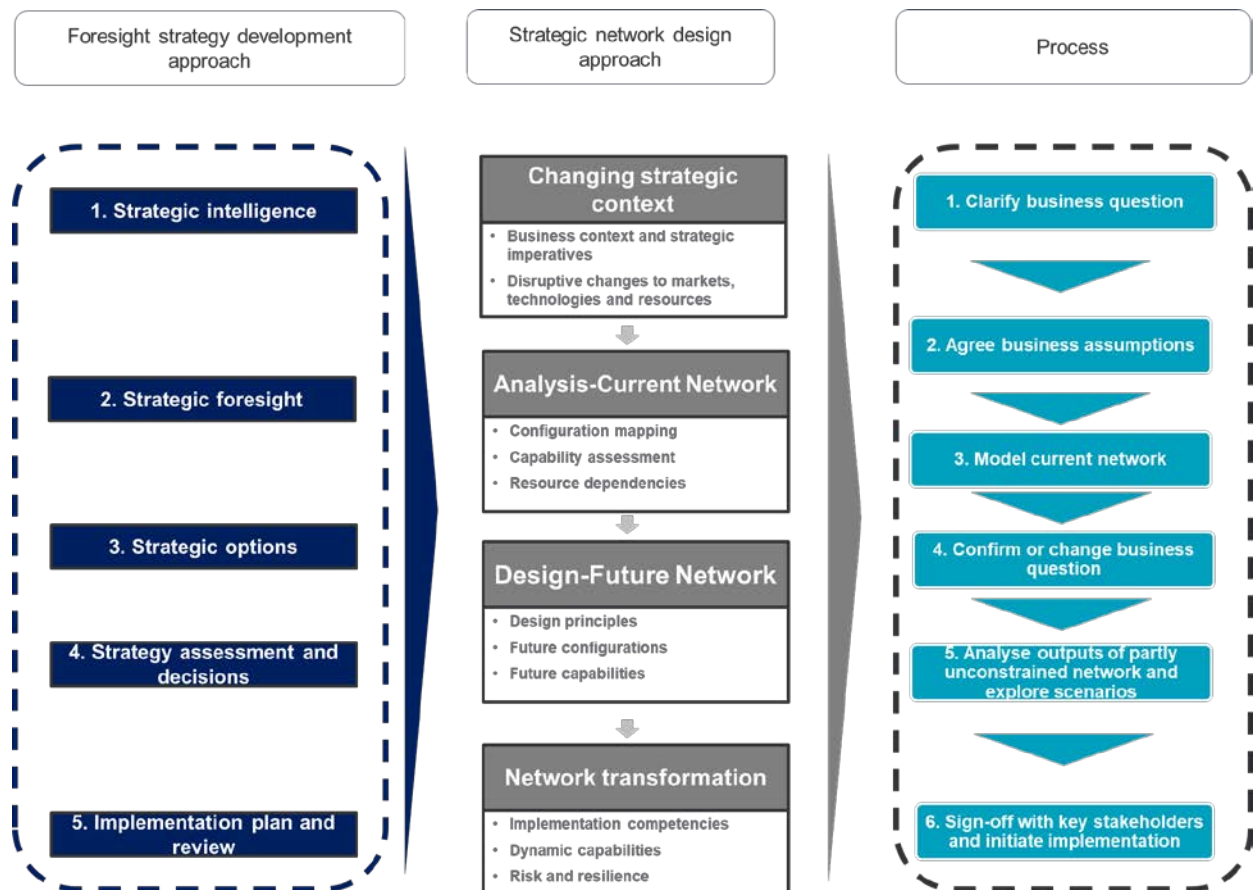 Foresight strategy development
approach
Strategic network design
approach
Process
1. Strategic intelligence
2. Strategic foresight
3. Strategic options
4. Strategy assessment and
decisions
5. Implementation plan and
review
Changing strategic
context
• Business context and strategic
imperatives
• Disruptive changes to markets,
technologies and resources
Analysis-Current Network
• Configuration mapping
• Capability assessment
• Resource dependencies
Design-Future Network
• Design principles
• Future configurations
• Future capabilities
Network transformation
• Implementation competencies
• Dynamic capabilities
• Risk and resilience
1. Clarify business question
2. Agree business assumptions
3. Model current network
4. Confirm or change business
question
5. Analyse outputs of partly
unconstrained network and
explore scenarios
6. Sign-off with key stakeholders
and initiate implementation